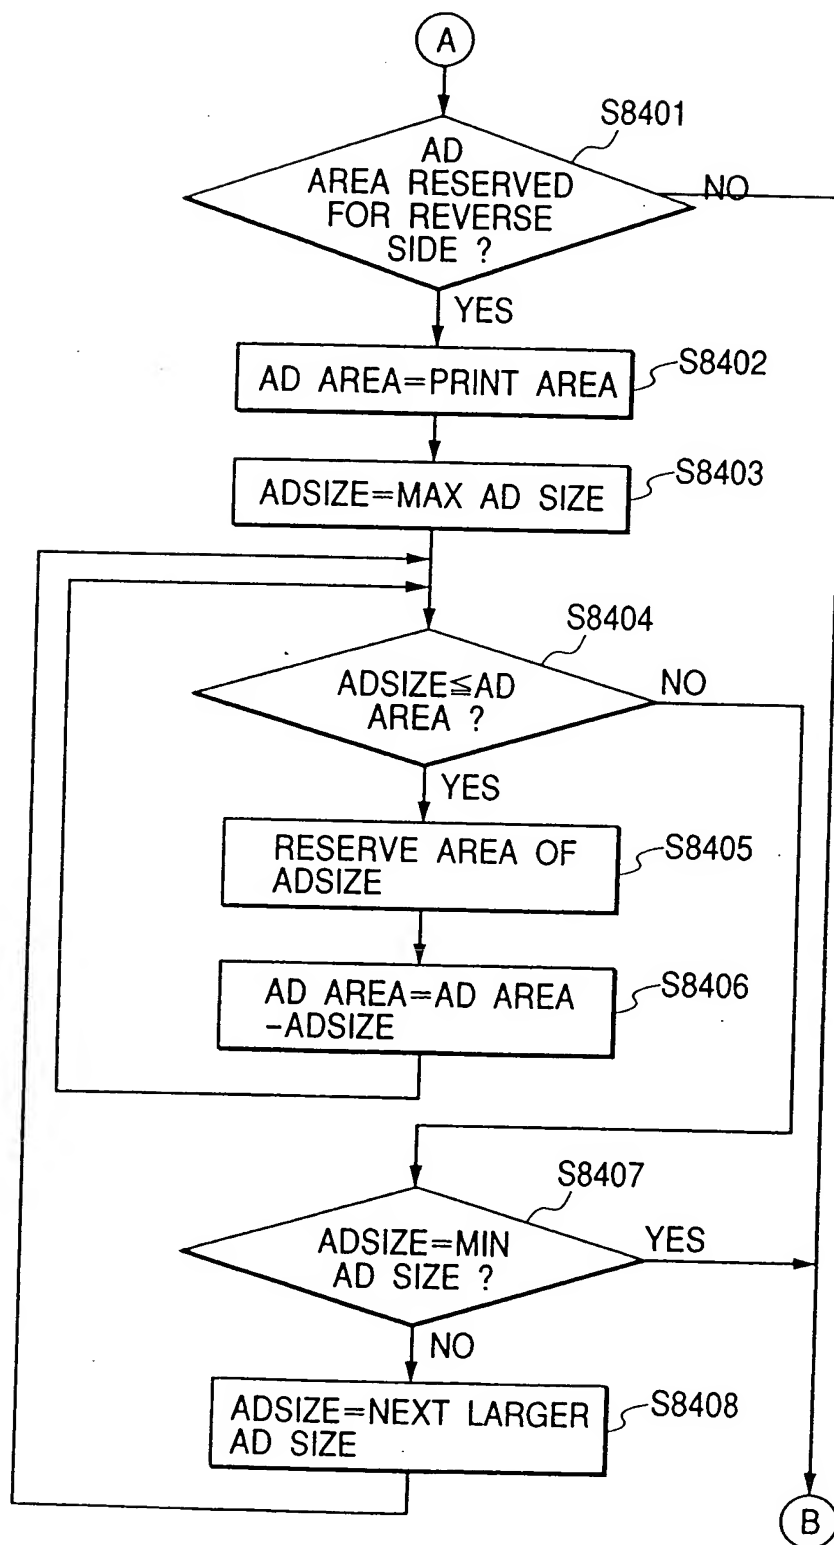 A
S8401
AD
AREA RESERVED
FOR REVERSE
SIDE ?
NO
YES
AD AREA=PRINT AREA
S8402
ADSIZE=MAX AD SIZE
S8403
S8404
ADSIZE≦AD
AREA ?
NO
YES
RESERVE AREA OF
ADSIZE
S8405
AD AREA=AD AREA
-ADSIZE
S8406
S8407
ADSIZE=MIN
AD SIZE ?
YES
NO
ADSIZE=NEXT LARGER
AD SIZE
S8408
B